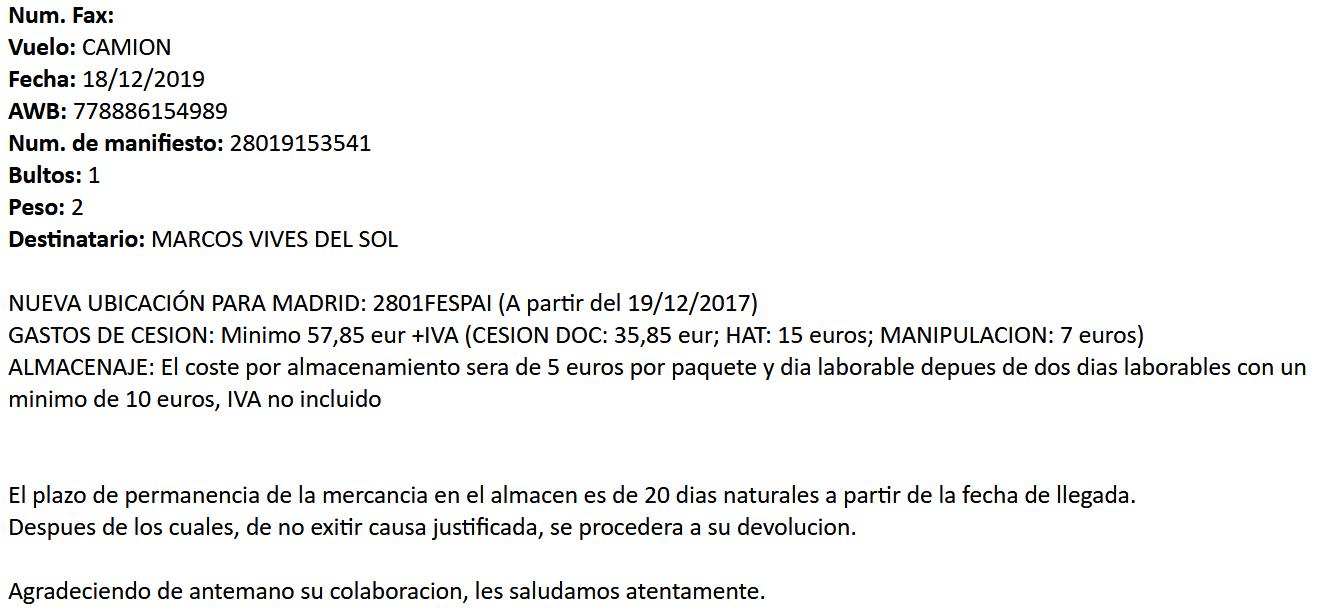 Num. Fax:
Vuelo: CAMION
Fecha: 18/12/2019
AWB: 778886154989
Num. de manifiesto: 28019153541
Bultos: 1
Peso: 2
Destinatario: MARCOS VIVES DEL SOL
NUEVA UBICACIÓN PARA MADRID: 2801FESPAI (A partir del 19/12/2017)
GASTOS DE CESION: Minimo 57,85 eur +IVA (CESION DOC: 35,85 eur; HAT: 15 euros; MANIPULACION: 7 euros)
ALMACENAJE: El coste por almacenamiento sera de 5 euros por paquete y dia laborable depues de dos dias laborables con un
minimo de 10 euros, IVA no incluido
El plazo de permanencia de la mercancia en el almacen es de 20 dias naturales a partir de la fecha de llegada.
Despues de los cuales, de no exitir causa justificada, se procedera a su devolucion.
Agradeciendo de antemano su colaboracion, les saludamos atentamente.